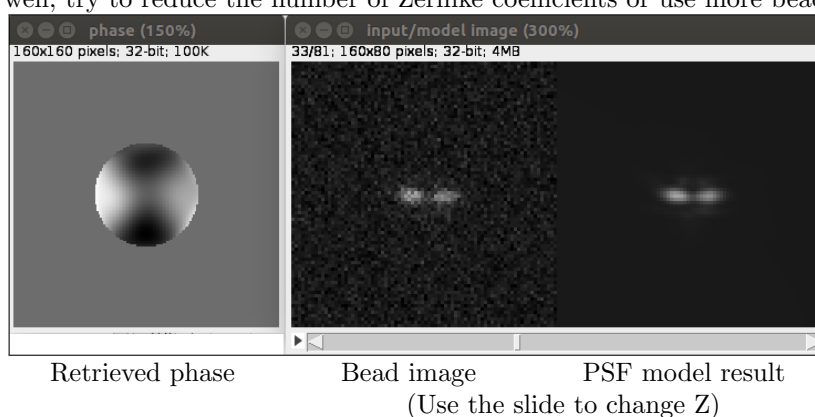 well, try to reduce the number of Zernike coefficients or use more bead
phase (150%)
input/model image (300%)
160x160 pixels; 32-bit; 100K
33/81; 160x80 pixels; 32-bit; 4MB
Retrieved phase
Bead image
PSF model result
(Use the slide to change Z)